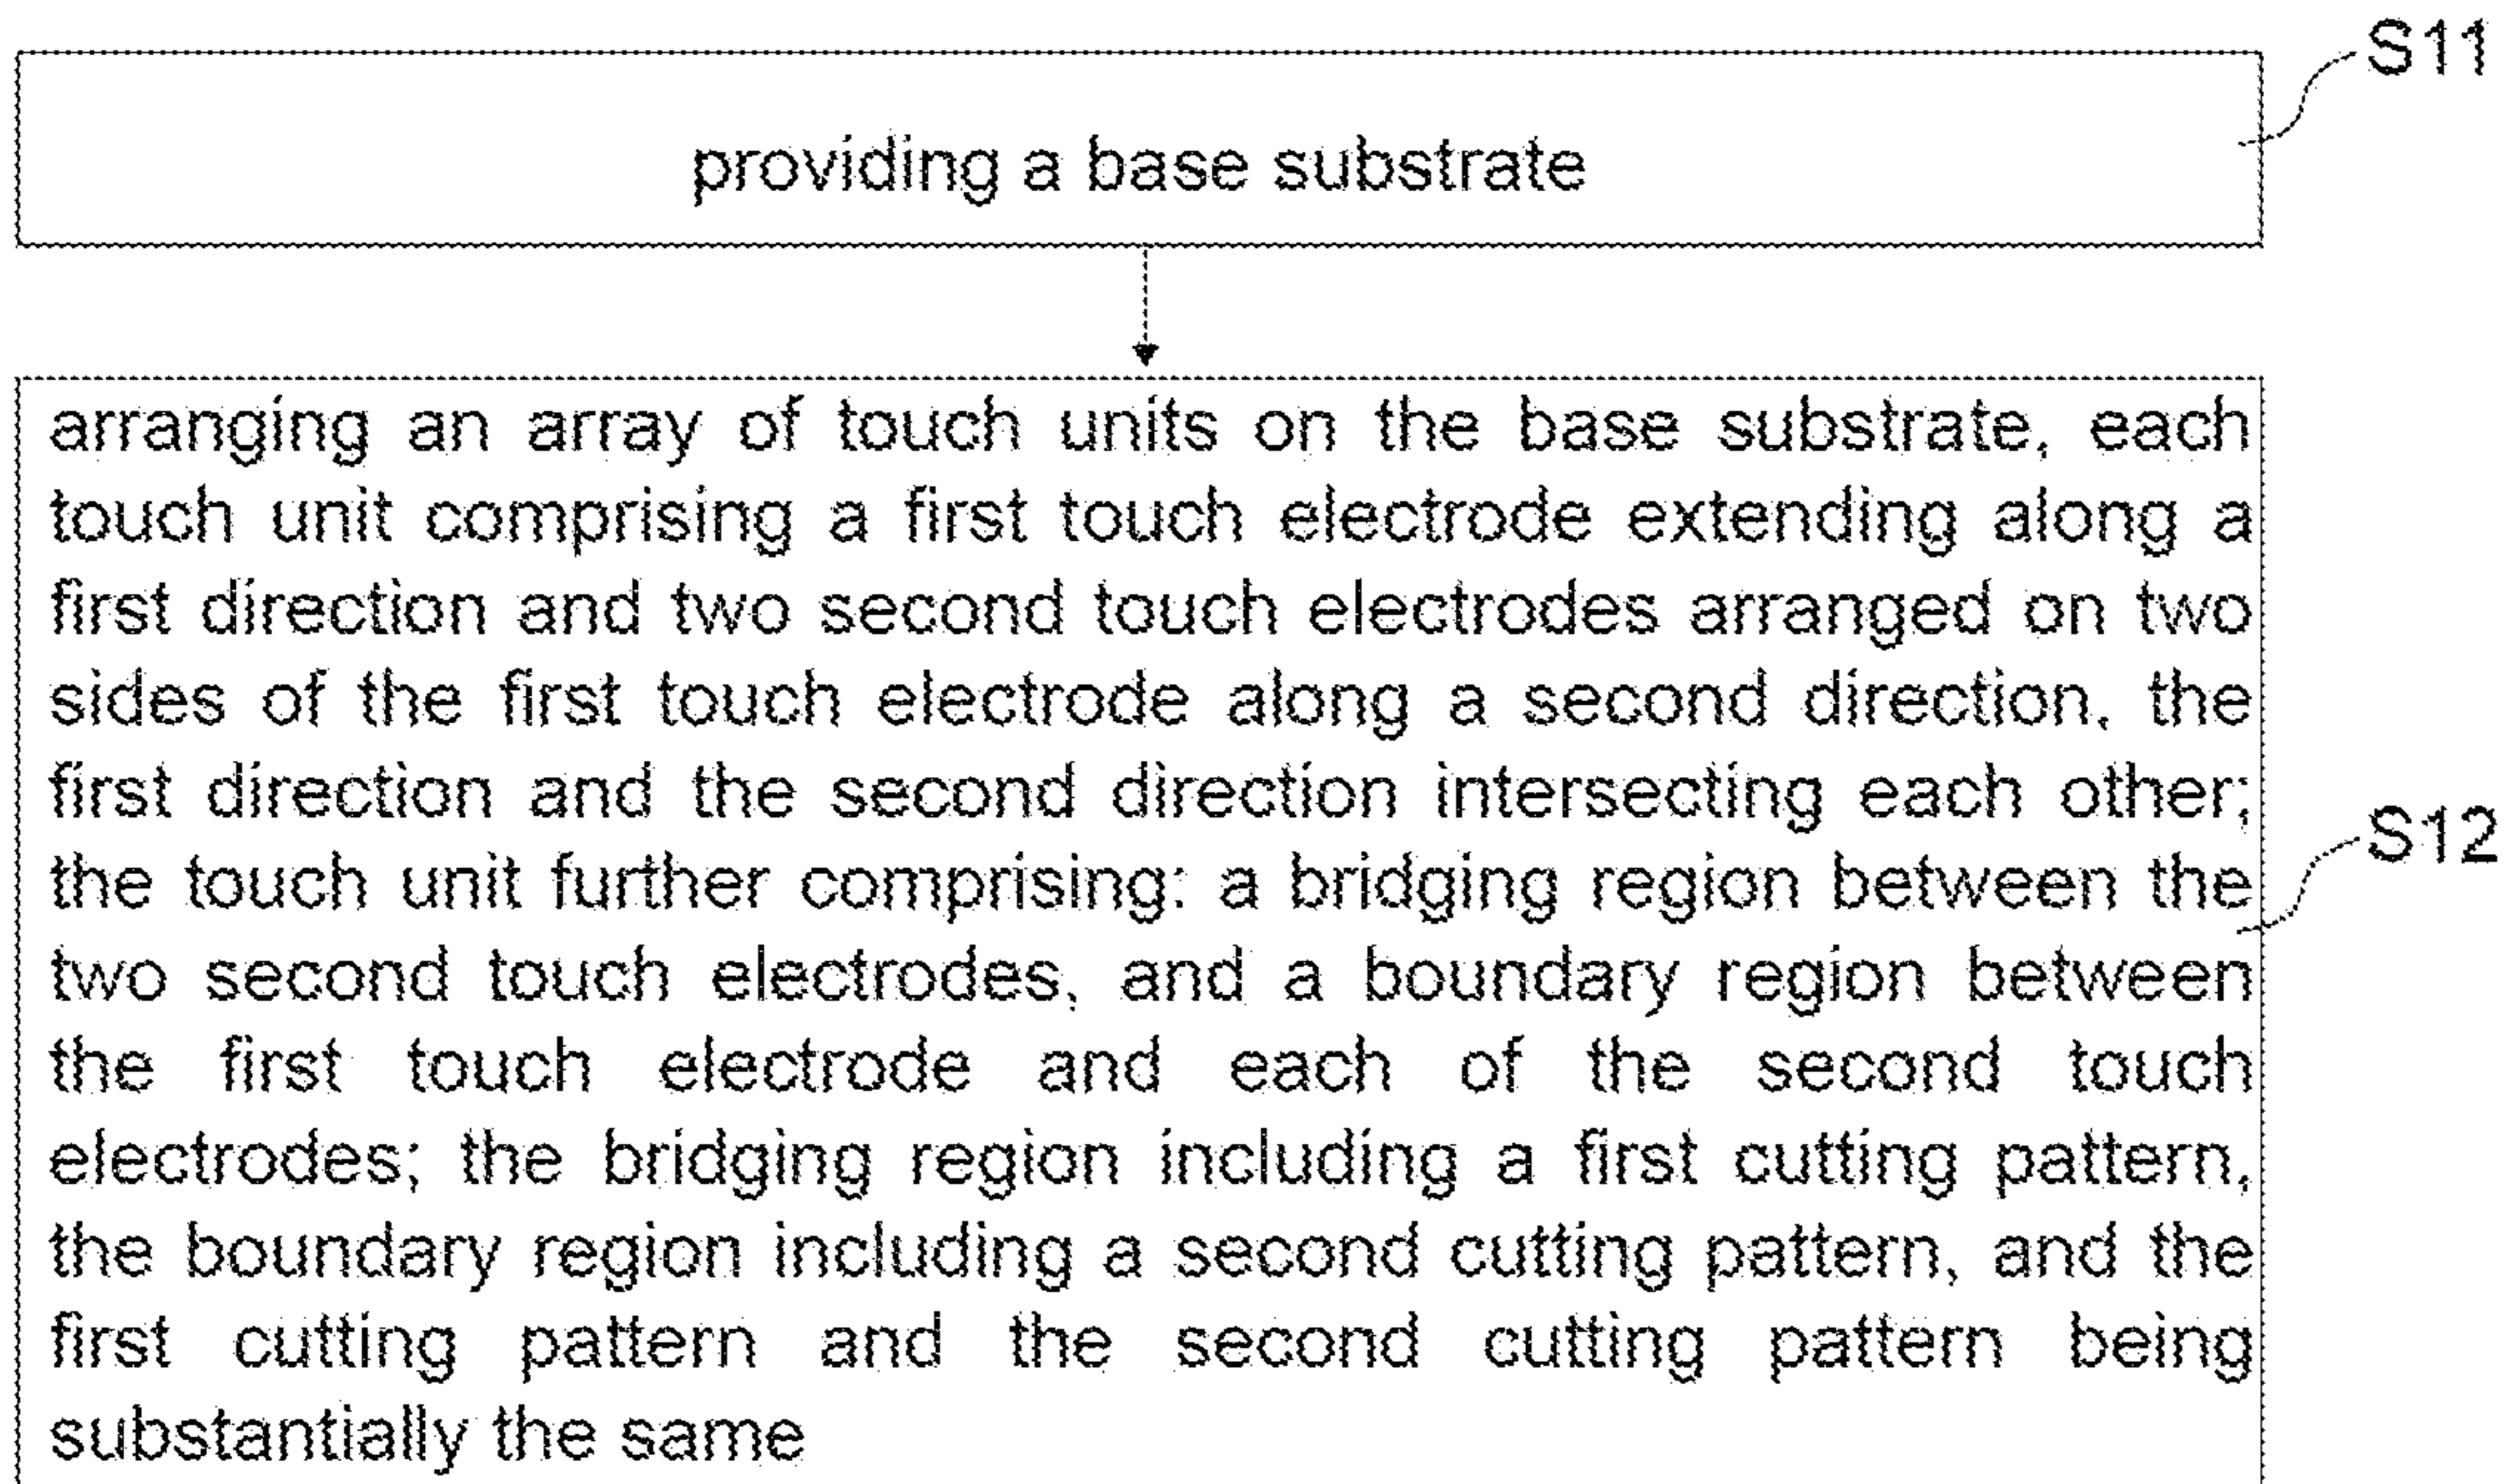 S11
providing a base substrate
arranging an array of touch units on the base substrate, each
touch unit comprising a first touch electrode extending along a
first direction and two second touch electrodes arranged on two
sides of the first touch electrode along a second direction, the
first direction and the second direction intersecting each other;
the touch unit further comprising: a bridging region between the
two second touch electrodes, and a boundary region between
the first touch electrode and each of the second touch
electrodes; the bridging region including a first cutting pattern,
the boundary region including a second cutting pattern, and the
first cutting pattern and the second cutting pattern being
substantially the same
S12